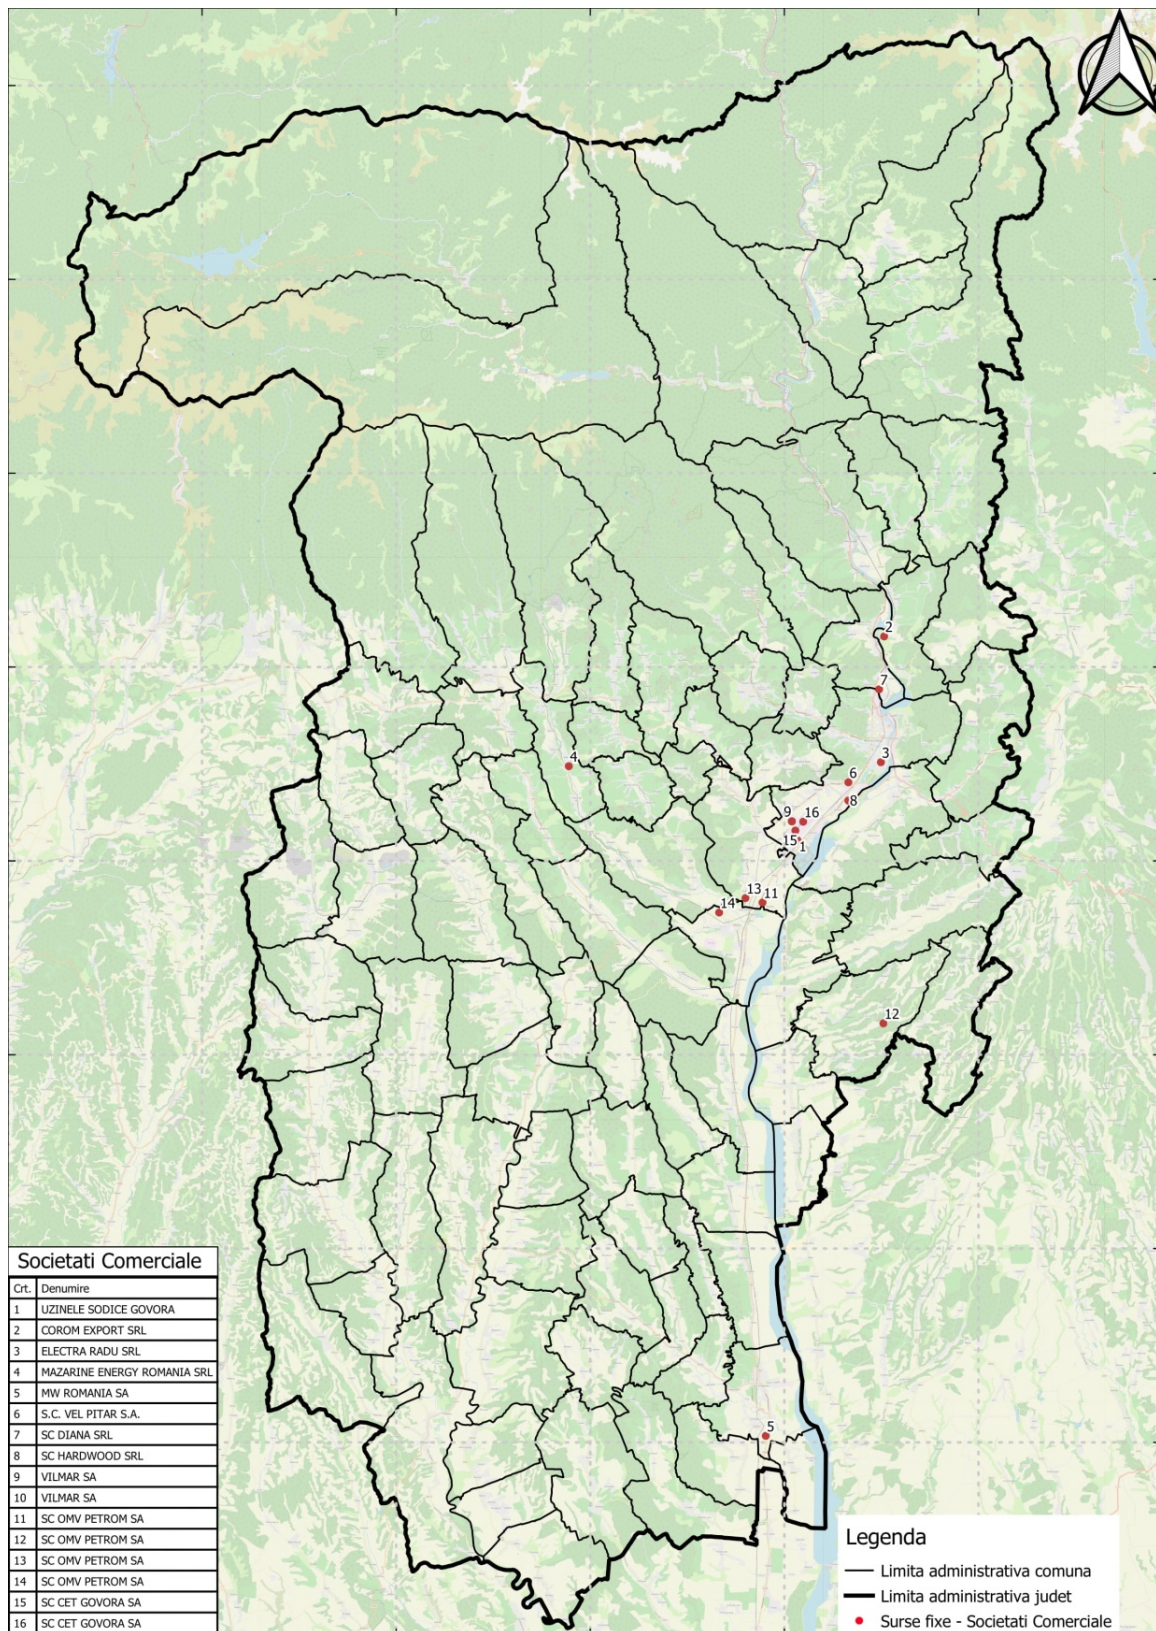 2
7
3
4
6
8
9
16
15
1
13
11
14
12
5
Societati Comerciale
Crt. Denumire
1 UZINELE SODICE GOVORA
2 COROM EXPORT SRL
3 ELECTRA RADU SRL
4 MAZARINE ENERGY ROMANIA SRL
5 MW ROMANIA SA
6 S.C. VEL PITAR S.A.
7 SC DIANA SRL
8 SC HARDWOOD SRL
9 VILMAR SA
10 VILMAR SA
11 SC OMV PETROM SA
12 SC OMV PETROM SA
13 SC OMV PETROM SA
14 SC OMV PETROM SA
15 SC CET GOVORA SA
16 SC CET GOVORA SA
Legenda
Limita administrativa comuna
Limita administrativa judet
Surse fixe - Societati Comerciale